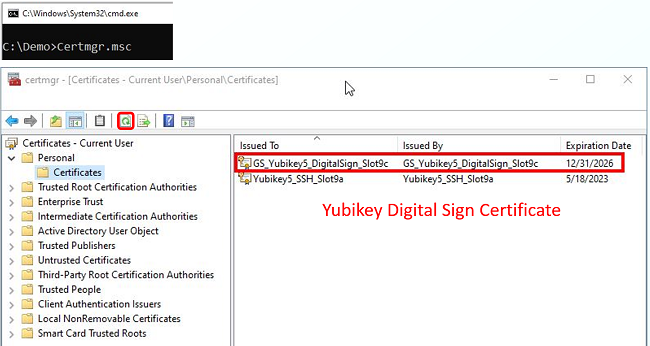 C:\Windows\System32\cmd.exe
C:\Demo>Certmgr.msc
certmgr - [Certificates - Current User\Personal\Certificates]
Certificates - Current User
Personal
Certificates
Trusted Root Certification Authorities
Enterprise Trust
Intermediate Certification Authorities
Active Directory User Object
Trusted Publishers
Untrusted Certificates
Third-Party Root Certification Authorities
Trusted People
Client Authentication Issuers
Local NonRemovable Certificates
Smart Card Trusted Roots
Issued To Issued By Expiration Date
GS_Yubikey5_DigitalSign_Slot9c GS_Yubikey5_DigitalSign_Slot9c 12/31/2026
Yubikey5_SSH_Slot9a Yubikey5_SSH_Slot9a 5/18/2023
Yubikey Digital Sign Certificate